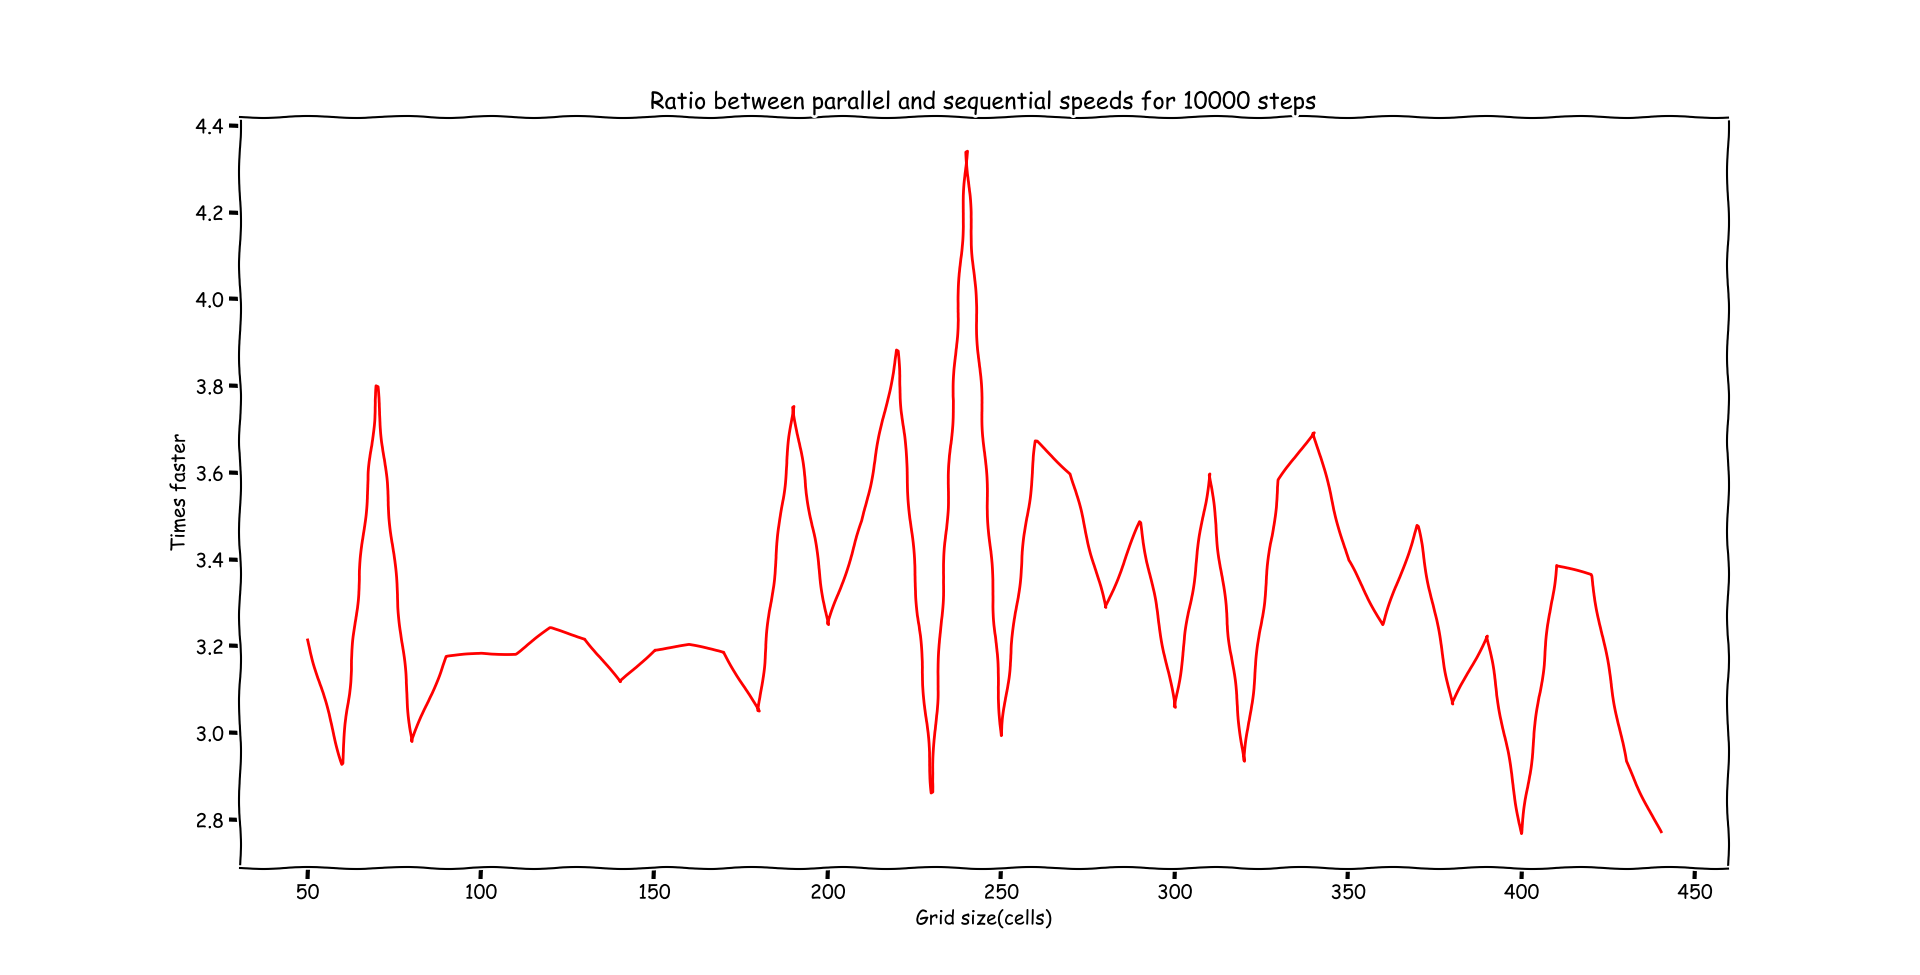 Ratio between parallel and sequential speeds for 10000 steps
4.4
4.2
4.0
3.8
3.6
3.4
3.2
3.0
2.8
Times faster
50 100 150 200 250 300 350 400 450
Grid size(cells)